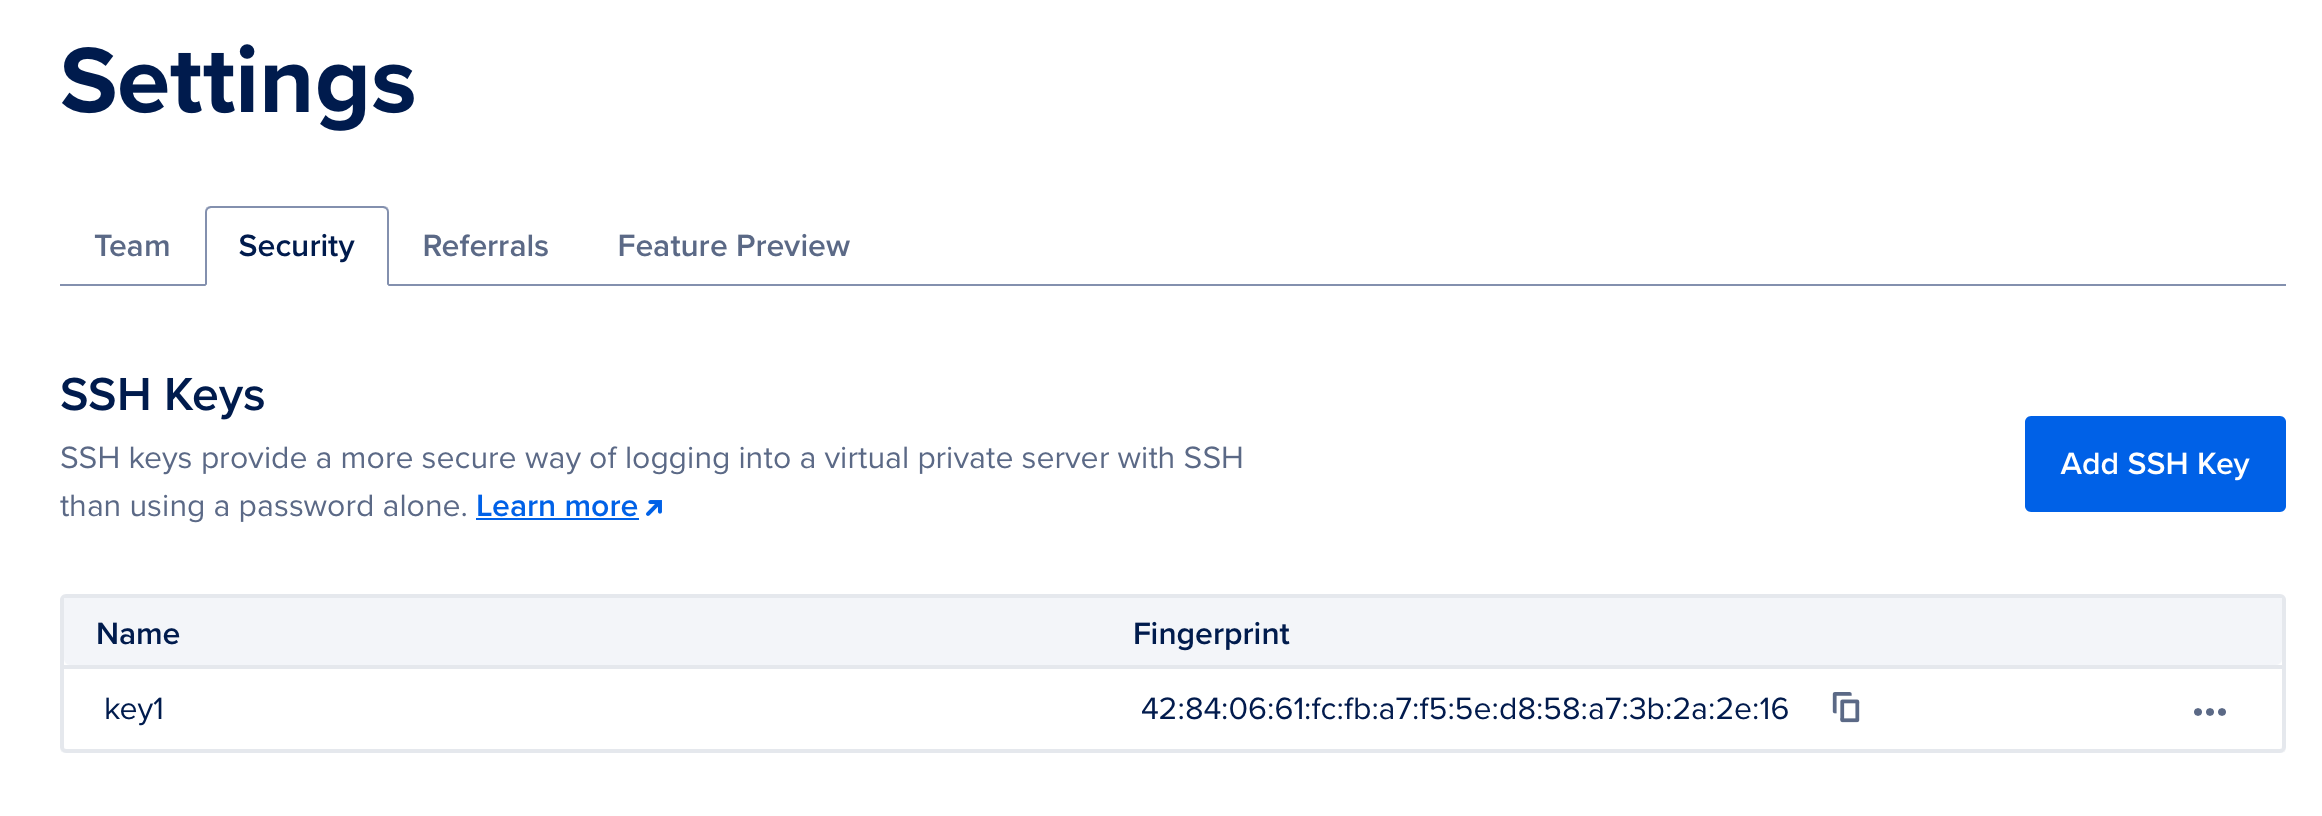 Settings
Team Security Referrals Feature Preview
SSH Keys
SSH keys provide a more secure way of logging into a virtual private server with SSH
than using a password alone. Learn more
Add SSH Key
Name Fingerprint
key1 42:84:06:61:fc:fb:a7:f5:5e:d8:58:a7:3b:2a:2e:16